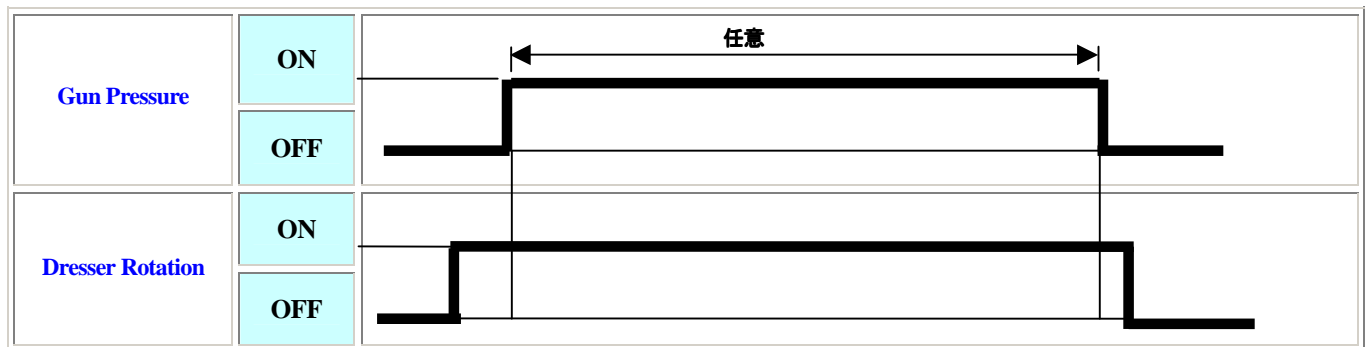 任意
Gun Pressure
ON
OFF
Dresser Rotation
ON
OFF